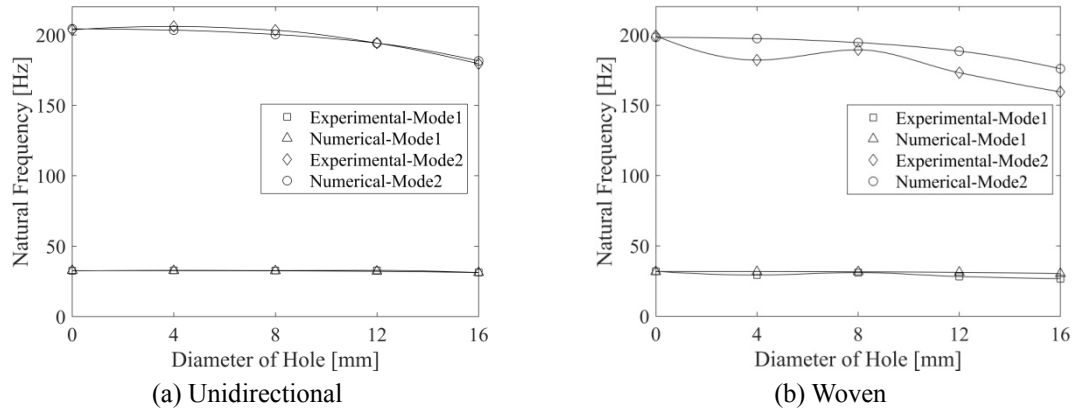 200
150
100
50
0
Natural Frequency [Hz]
Experimental-Mode1
Numerical-Mode1
Experimental-Mode2
Numerical-Mode2
0 4 8 12 16
Diameter of Hole [mm]
(a) Unidirectional
200
150
100
50
0
Natural Frequency [Hz]
Experimental-Mode1
Numerical-Mode1
Experimental-Mode2
Numerical-Mode2
0 4 8 12 16
Diameter of Hole [mm]
(b) Woven